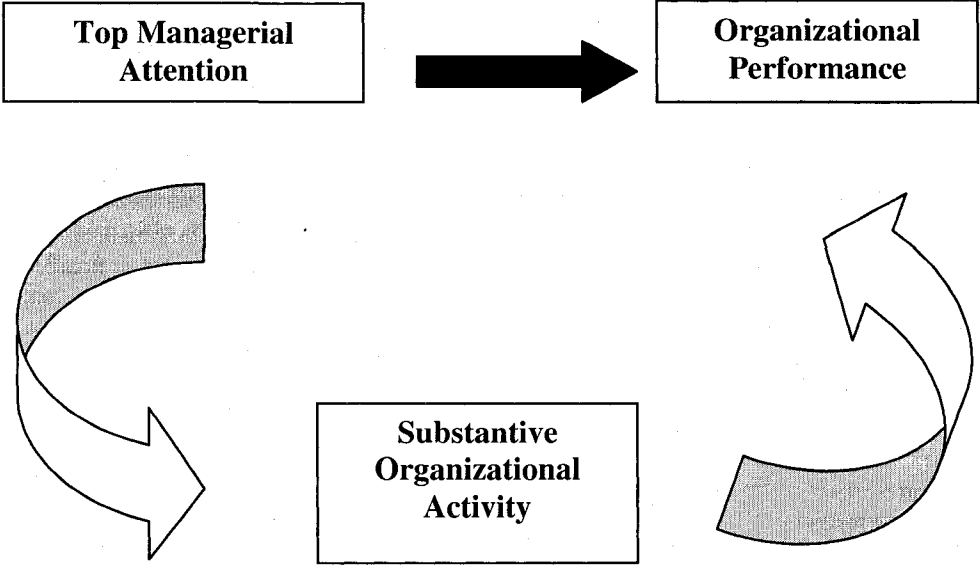 Top Managerial
Attention
Organizational
Performance
Substantive
Organizational
Activity